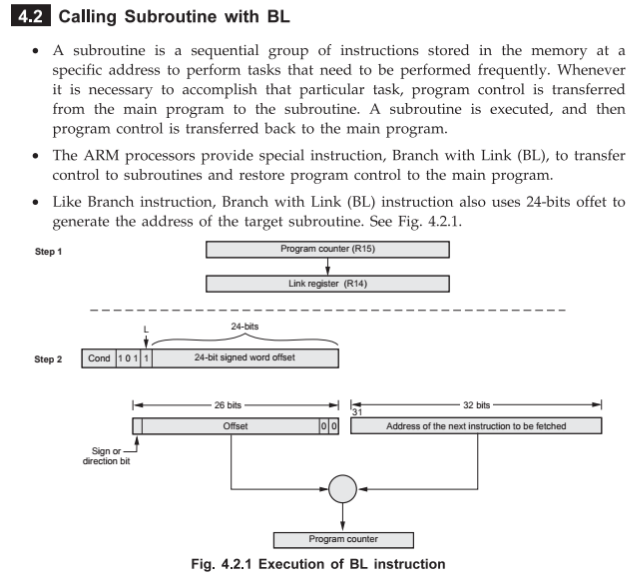 4.2 Calling Subroutine with BL
• A subroutine is a sequential group of instructions stored in the memory at a
specific address to perform tasks that need to be performed frequently. Whenever
it is necessary to accomplish that particular task, program control is transferred
from the main program to the subroutine. A subroutine is executed, and then
program control is transferred back to the main program.
• The ARM processors provide special instruction, Branch with Link (BL), to transfer
control to subroutines and restore program control to the main program.
• Like Branch instruction, Branch with Link (BL) instruction also uses 24-bits offet to
generate the address of the target subroutine. See Fig. 4.2.1.
Step 1
Program counter (R15)
Link register (R14)
L
24-bits
Step 2
Cond 1 0 1 1 24-bit signed word offset
26 bits
31
32 bits
Offset 0 0
Address of the next instruction to be fetched
Sign or
direction bit
Program counter
Fig. 4.2.1 Execution of BL instruction